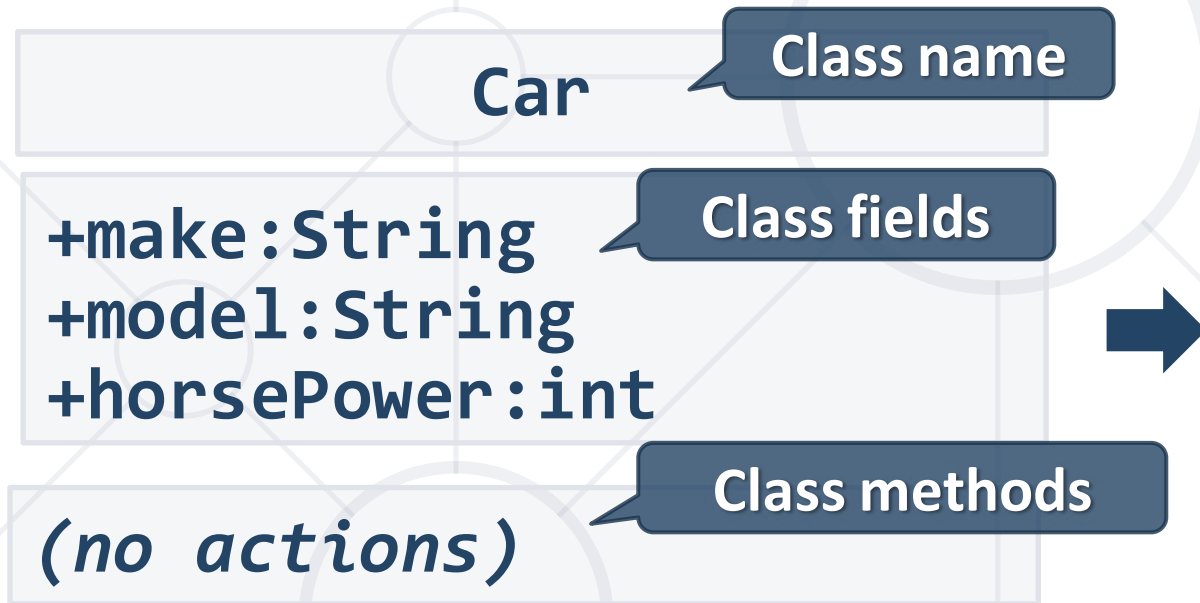 Class name
Car
Class fields
+make:String
+model:String
+horsePower:int
Class methods
(no actions)